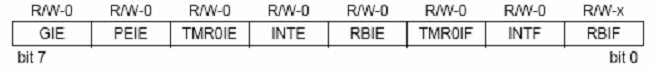 R/W-0 R/W-0 R/W-0 R/W-0 R/W-0 R/W-0 R/W-0 R/W-x
GIE PEIE TMR0IE INTE RBIE TMR0IF INTF RBIF
bit 7 bit 0